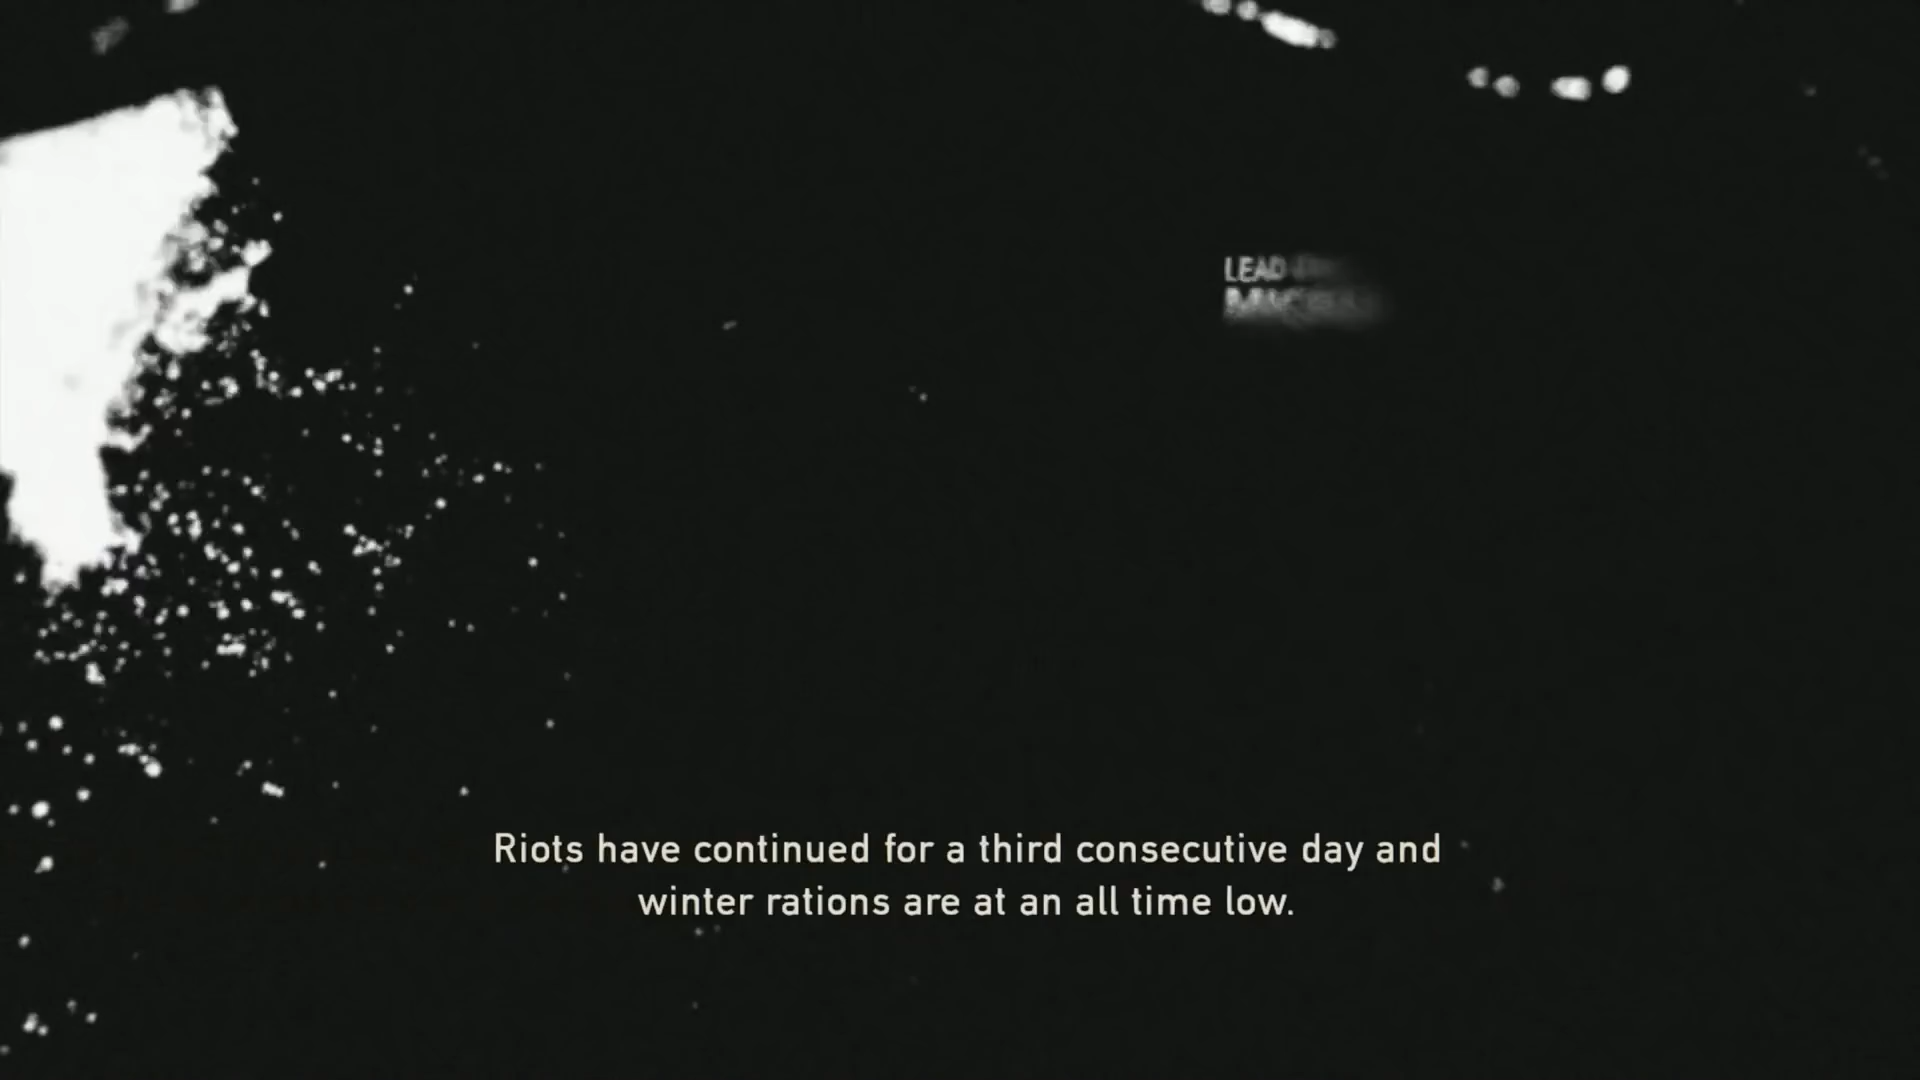 LEAD
Riots have continued for a third consecutive day and
winter rations are at an all time low.